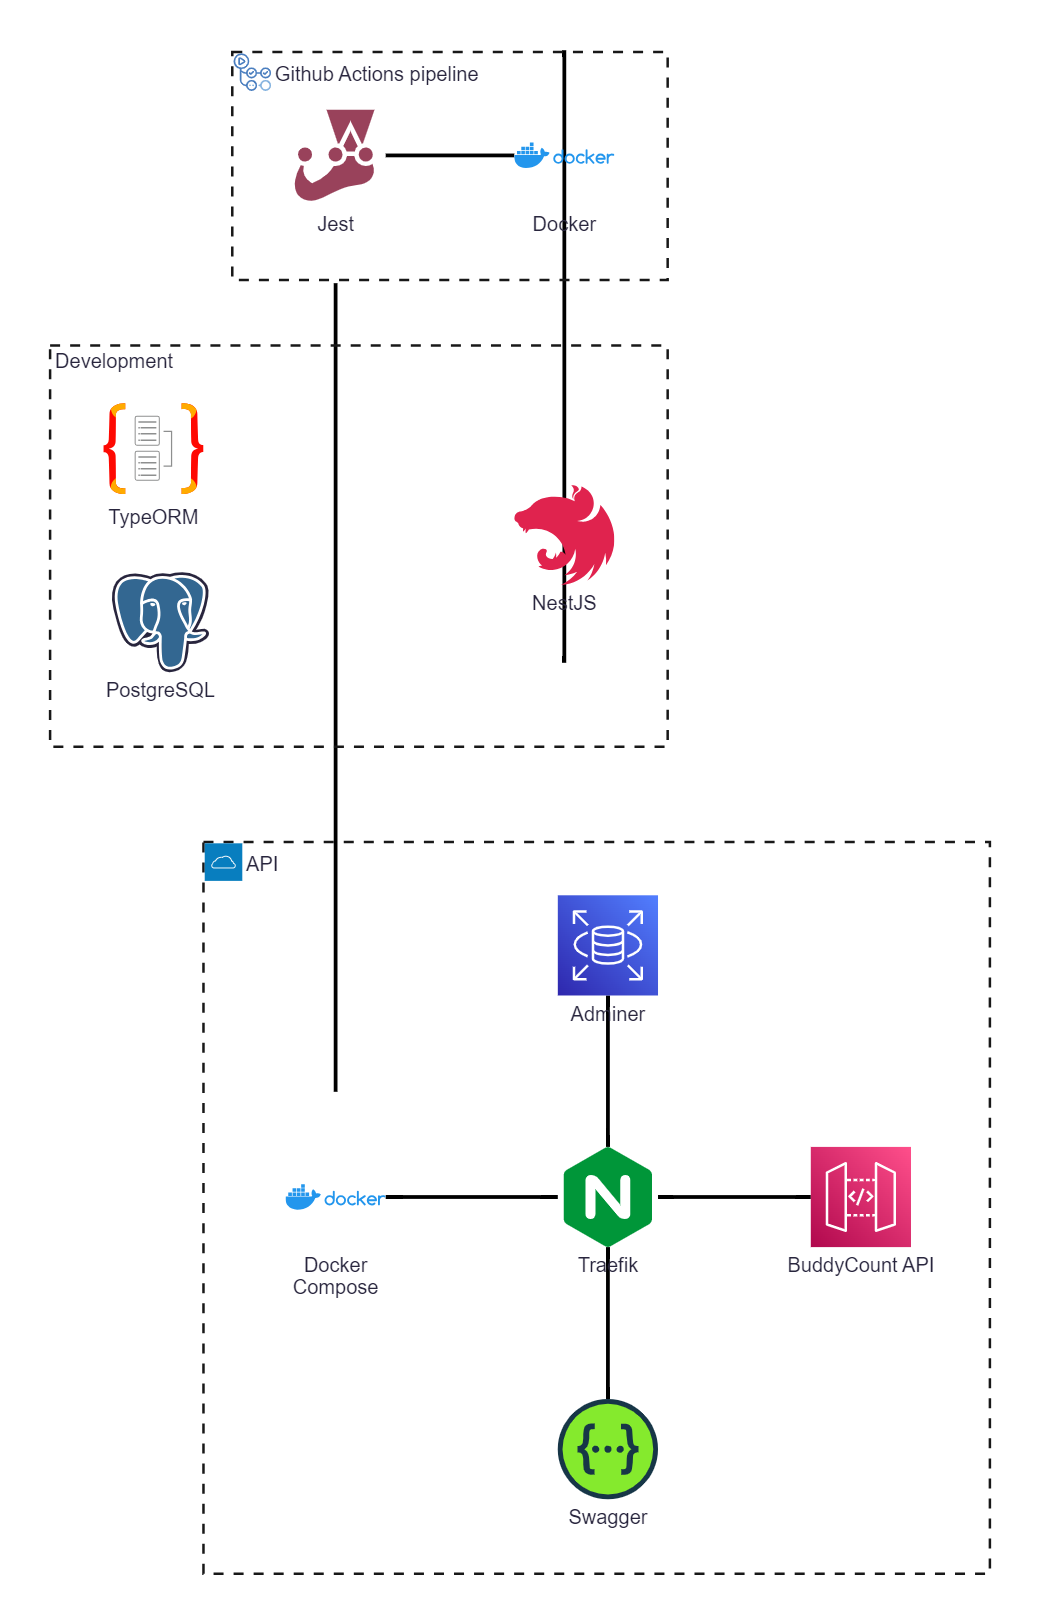 Github Actions pipeline
docker
Jest
Docker
Development
TypeORM
NestJS
PostgreSQL
API
Adminer
N
docker
Docker
Compose
Traefik
BuddyCount API
Swagger